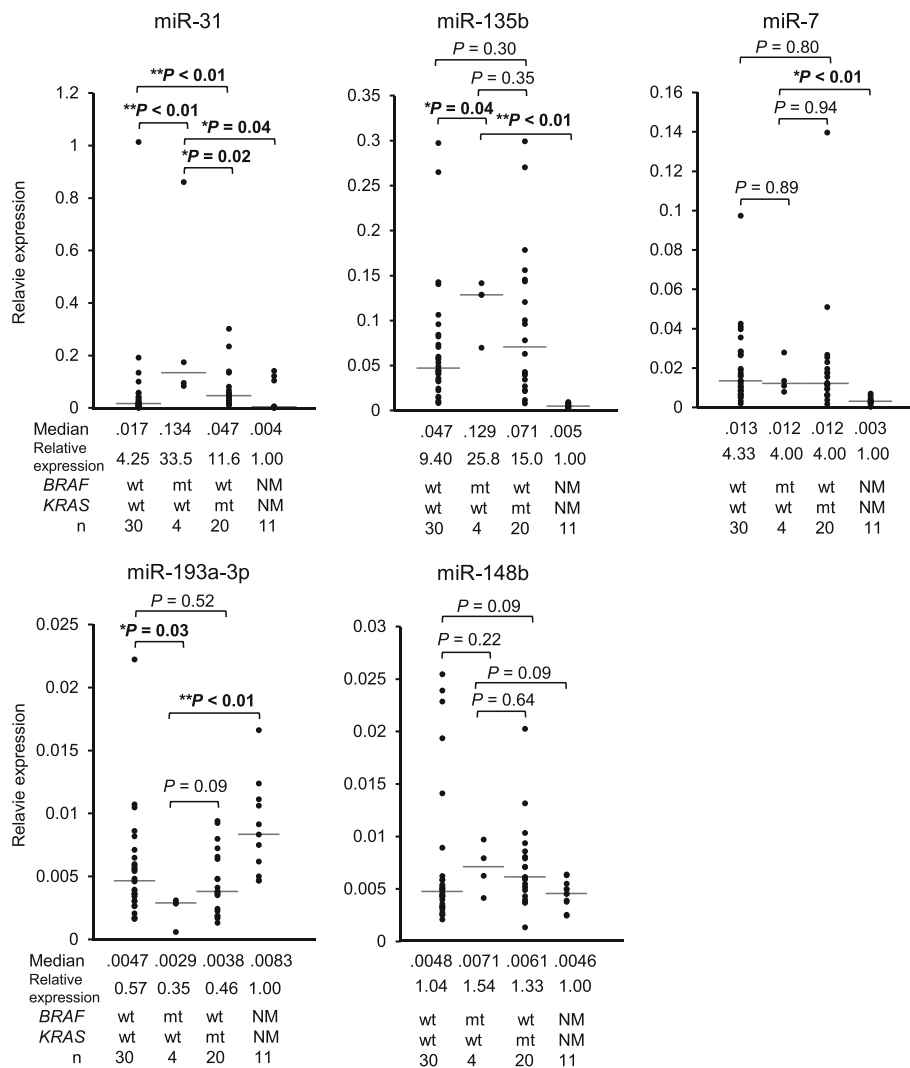 miR-31
miR-135b
miR-7
**P < 0.01
**P < 0.01
*P = 0.04
*P = 0.02
Relavie expression
1.2
1
0.8
0.6
0.4
0.2
0
Median .017 .134 .047 .004
Relative
expression 4.25 33.5 11.6 1.00
BRAF wt mt wt NM
KRAS wt wt mt NM
n 30 4 20 11
P = 0.30
P = 0.35
*P = 0.04
**P < 0.01
0.35
0.3
0.25
0.2
0.15
0.1
0.05
0
.047 .129 .071 .005
9.40 25.8 15.0 1.00
wt mt wt NM
wt wt mt NM
30 4 20 11
P = 0.80
*P < 0.01
P = 0.94
P = 0.89
0.16
0.14
0.12
0.1
0.08
0.06
0.04
0.02
0
.013 .012 .012 .003
4.33 4.00 4.00 1.00
wt mt wt NM
wt wt mt NM
30 4 20 11
miR-193a-3p
P = 0.52
*P = 0.03
**P < 0.01
P = 0.09
Relavie expression
0.025
0.02
0.015
0.01
0.005
0
Median .0047 .0029 .0038 .0083
Relative
expression 0.57 0.35 0.46 1.00
BRAF wt mt wt NM
KRAS wt wt mt NM
n 30 4 20 11
miR-148b
P = 0.09
P = 0.22
P = 0.09
P = 0.64
0.03
0.025
0.02
0.015
0.01
0.005
0
.0048 .0071 .0061 .0046
1.04 1.54 1.33 1.00
wt mt wt NM
wt wt mt NM
30 4 20 11